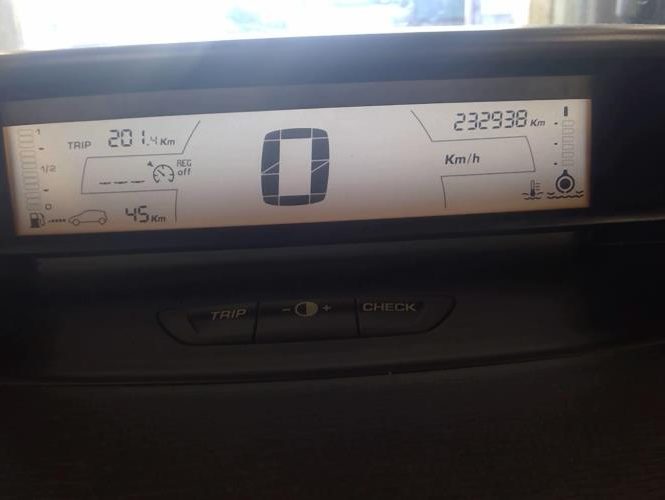 1
TRIP 201.4 Km
232938 Km
1/2
REG
off
0
Km/h
---- 
0
45 Km
TRIP
- +
CHECK